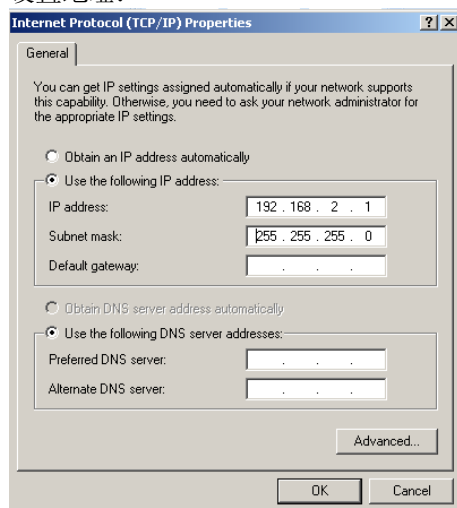 设置地址:
Internet Protocol (TCP/IP) Properties
General
You can get IP settings assigned automatically if your network supports
this capability. Otherwise, you need to ask your network administrator for
the appropriate IP settings.
Obtain an IP address automatically
Use the following IP address:
IP address: 192 . 168 . 2 . 1
Subnet mask: 255 . 255 . 255 . 0
Default gateway: . . .
Obtain DNS server address automatically
Use the following DNS server addresses:
Preferred DNS server: . . .
Alternate DNS server: . . .
Advanced...
OK Cancel